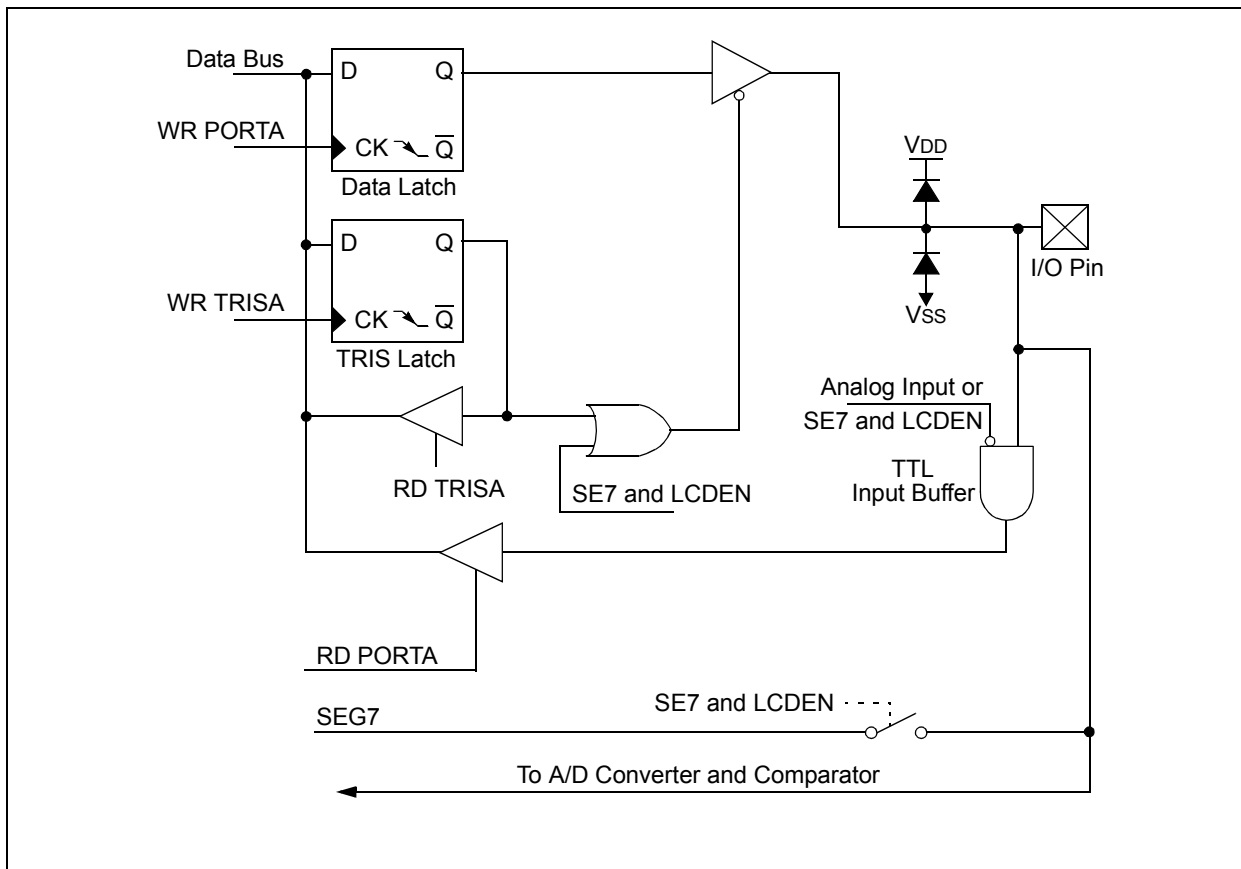 Data Bus
D Q
WR PORTA
CK Q̅
Data Latch
VDD
D Q
I/O Pin
WR TRISA
CK Q̅
VSS
TRIS Latch
Analog Input or
SE7 and LCDEN
TTL
Input Buffer
RD TRISA
SE7 and LCDEN
RD PORTA
SE7 and LCDEN
SEG7
To A/D Converter and Comparator